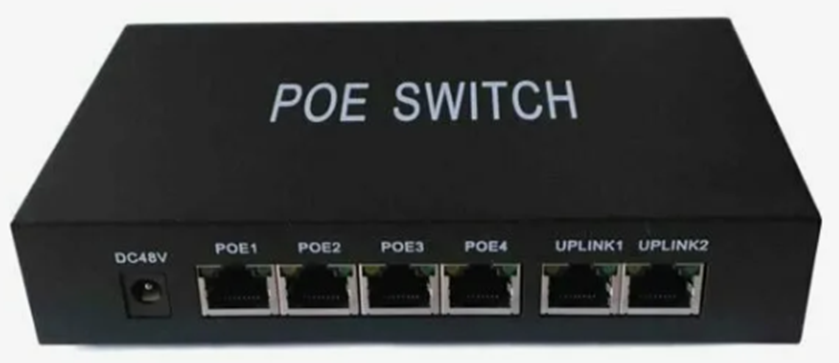 POE SWITCH
DC48V POE1 POE2 POE3 POE4 UPLINK1 UPLINK2